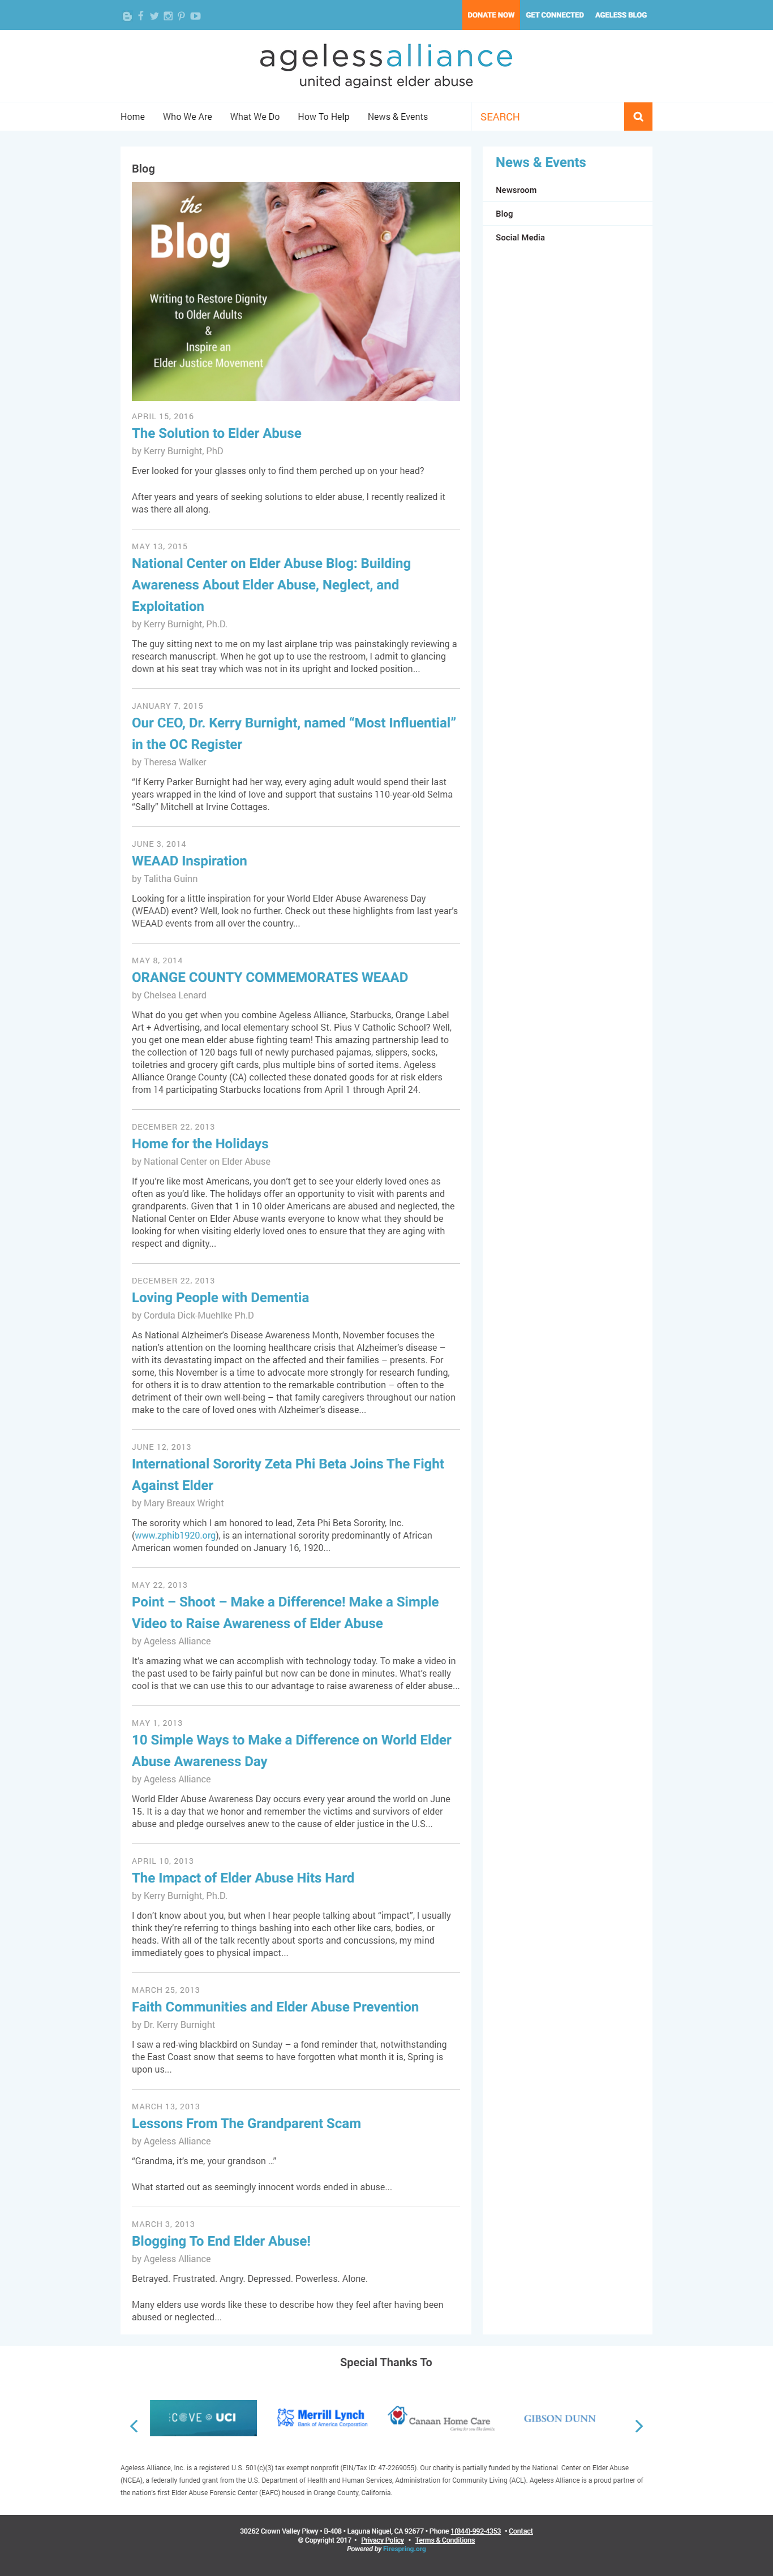 DONATE NOW GET CONNECTED AGELESS BLOG
agelessalliance
united against elder abuse
Home Who We Are What We Do How To Help News & Events SEARCH
Blog
the
Blog
Writing to Restore Dignity
to Older Adults
&
Inspire an
Elder Justice Movement
APRIL 15, 2016
The Solution to Elder Abuse
by Kerry Burnight, PhD
Ever looked for your glasses only to find them perched up on your head?
After years and years of seeking solutions to elder abuse, I recently realized it
was there all along.
MAY 13, 2015
National Center on Elder Abuse Blog: Building
Awareness About Elder Abuse, Neglect, and
Exploitation
by Kerry Burnight, Ph.D.
The guy sitting next to me on my last airplane trip was painstakingly reviewing a
research manuscript. When he got up to use the restroom, I admit to glancing
down at his seat tray which was not in its upright and locked position...
JANUARY 7, 2015
Our CEO, Dr. Kerry Burnight, named “Most Influential”
in the OC Register
by Theresa Walker
“If Kerry Parker Burnight had her way, every aging adult would spend their last
years wrapped in the kind of love and support that sustains 110-year-old Selma
“Sally” Mitchell at Irvine Cottages.
JUNE 3, 2014
WEAAD Inspiration
by Talitha Guinn
Looking for a little inspiration for your World Elder Abuse Awareness Day
(WEAAD) event? Well, look no further. Check out these highlights from last year’s
WEAAD events from all over the country...
MAY 8, 2014
ORANGE COUNTY COMMEMORATES WEAAD
by Chelsea Lenard
What do you get when you combine Ageless Alliance, Starbucks, Orange Label
Art + Advertising, and local elementary school St. Pius V Catholic School? Well,
you get one mean elder abuse fighting team! This amazing partnership lead to
the collection of 120 bags full of newly purchased pajamas, slippers, socks,
toiletries and grocery gift cards, plus multiple bins of sorted items. Ageless
Alliance Orange County (CA) collected these donated goods for at risk elders
from 14 participating Starbucks locations from April 1 through April 24.
DECEMBER 22, 2013
Home for the Holidays
by National Center on Elder Abuse
If you’re like most Americans, you don’t get to see your elderly loved ones as
often as you’d like. The holidays offer an opportunity to visit with parents and
grandparents. Given that 1 in 10 older Americans are abused and neglected, the
National Center on Elder Abuse wants everyone to know what they should be
looking for when visiting elderly loved ones to ensure that they are aging with
respect and dignity...
DECEMBER 22, 2013
Loving People with Dementia
by Cordula Dick-Muehlke Ph.D
As National Alzheimer’s Disease Awareness Month, November focuses the
nation’s attention on the looming healthcare crisis that Alzheimer’s disease –
with its devastating impact on the affected and their families – presents. For
some, this November is a time to advocate more strongly for research funding,
for others it is to draw attention to the remarkable contribution – often to the
detriment of their own well-being – that family caregivers throughout our nation
make to the care of loved ones with Alzheimer’s disease...
JUNE 12, 2013
International Sorority Zeta Phi Beta Joins The Fight
Against Elder
by Mary Breaux Wright
The sorority which I am honored to lead, Zeta Phi Beta Sorority, Inc.
(www.zphib1920.org), is an international sorority predominantly of African
American women founded on January 16, 1920...
MAY 22, 2013
Point – Shoot – Make a Difference! Make a Simple
Video to Raise Awareness of Elder Abuse
by Ageless Alliance
It’s amazing what we can accomplish with technology today. To make a video in
the past used to be fairly painful but now can be done in minutes. What’s really
cool is that we can use this to our advantage to raise awareness of elder abuse...
MAY 1, 2013
10 Simple Ways to Make a Difference on World Elder
Abuse Awareness Day
by Ageless Alliance
World Elder Abuse Awareness Day occurs every year around the world on June
15. It is a day that we honor and remember the victims and survivors of elder
abuse and pledge ourselves anew to the cause of elder justice in the U.S...
APRIL 10, 2013
The Impact of Elder Abuse Hits Hard
by Kerry Burnight, Ph.D.
I don’t know about you, but when I hear people talking about “impact”, I usually
think they’re referring to things bashing into each other like cars, bodies, or
heads. With all of the talk recently about sports and concussions, my mind
immediately goes to physical impact...
MARCH 25, 2013
Faith Communities and Elder Abuse Prevention
by Dr. Kerry Burnight
I saw a red-wing blackbird on Sunday – a fond reminder that, notwithstanding
the East Coast snow that seems to have forgotten what month it is, Spring is
upon us...
MARCH 13, 2013
Lessons From The Grandparent Scam
by Ageless Alliance
“Grandma, it’s me, your grandson …”
What started out as seemingly innocent words ended in abuse...
MARCH 3, 2013
Blogging To End Elder Abuse!
by Ageless Alliance
Betrayed. Frustrated. Angry. Depressed. Powerless. Alone.
Many elders use words like these to describe how they feel after having been
abused or neglected...
News & Events
Newsroom
Blog
Social Media
Special Thanks To
COVE @ UCI
Merrill Lynch
Bank of America Corporation
Canaan Home Care
Caring for you like family
GIBSON DUNN
Ageless Alliance, Inc. is a registered U.S. 501(c)(3) tax exempt nonprofit (EIN/Tax ID: 47-2269055). Our charity is partially funded by the National Center on Elder Abuse
(NCEA), a federally funded grant from the U.S. Department of Health and Human Services, Administration for Community Living (ACL). Ageless Alliance is a proud partner of
the nation's first Elder Abuse Forensic Center (EAFC) housed in Orange County, California.
30262 Crown Valley Pkwy • B-408 • Laguna Niguel, CA 92677 • Phone 1(844)-992-4353 • Contact
© Copyright 2017 • Privacy Policy • Terms & Conditions
Powered by Firespring.org